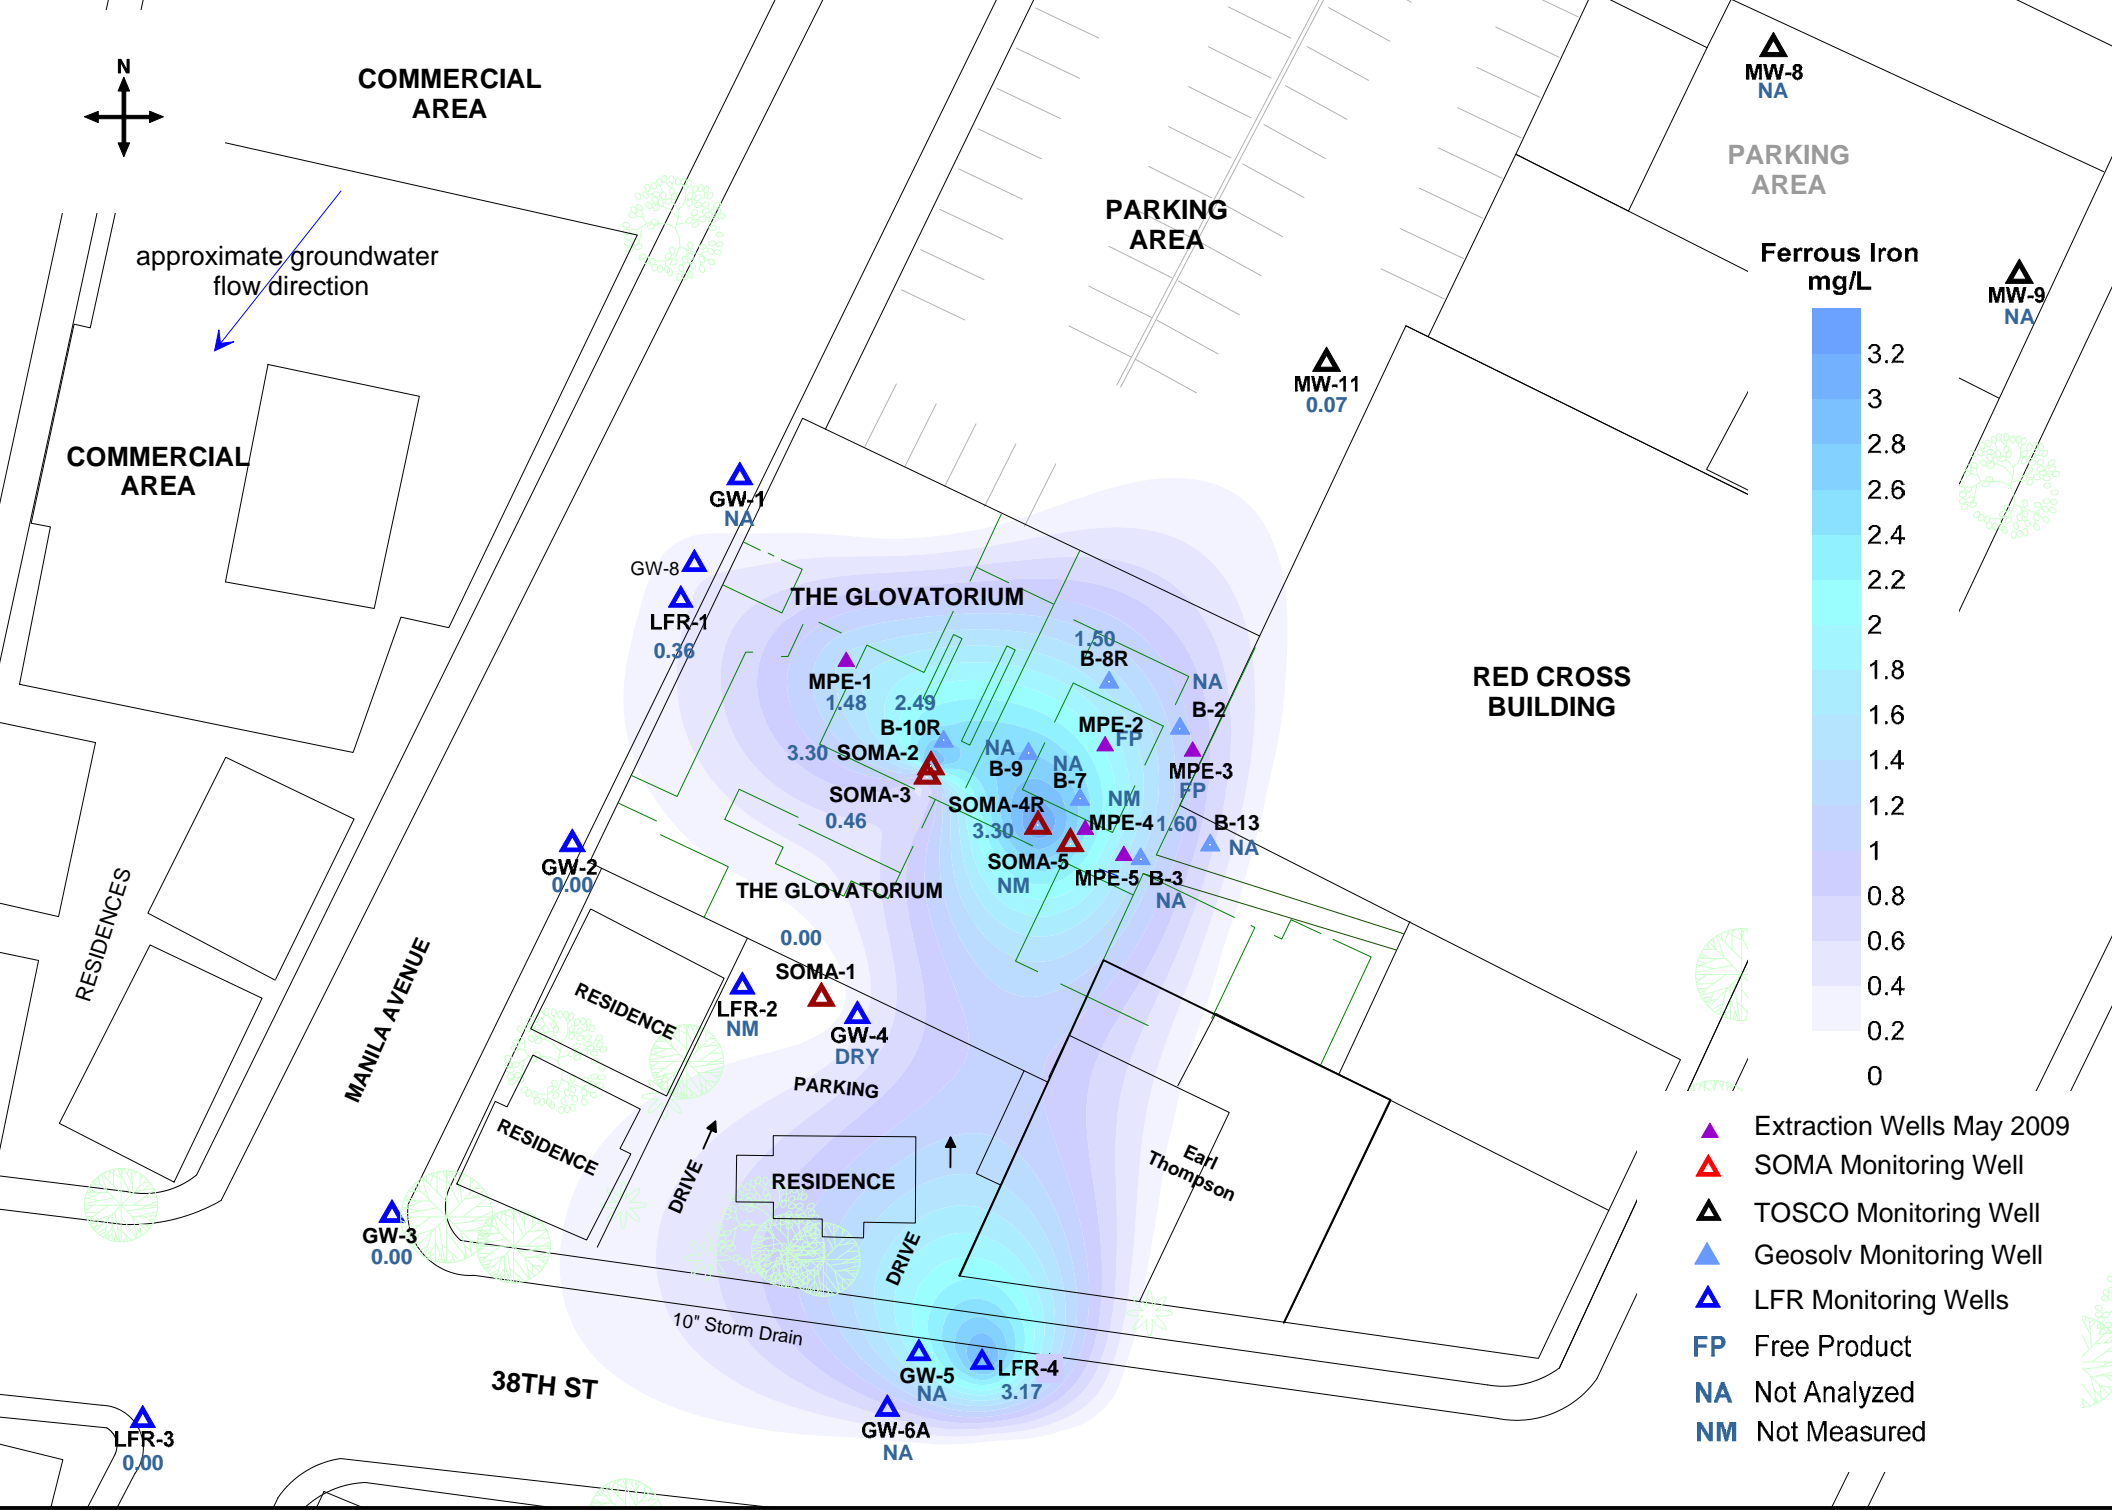 N
COMMERCIAL
AREA
MW-8
NA
PARKING
AREA
PARKING
AREA
approximate groundwater
flow direction
Ferrous Iron
mg/L
MW-9
NA
3.2
3
2.8
2.6
2.4
2.2
2
1.8
1.6
1.4
1.2
1
0.8
0.6
0.4
0.2
0
MW-11
0.07
COMMERCIAL
AREA
GW-1
NA
GW-8
LFR-1
0.36
THE GLOVATORIUM
1.50
B-8R
MPE-1
1.48
2.49
B-10R
NA
B-2
MPE-2
FP
RED CROSS
BUILDING
3.30
SOMA-2
NA
B-9
NA
B-7
MPE-3
FP
SOMA-3
0.46
SOMA-4R
3.30
NM
MPE-4
1.60
B-13
NA
SOMA-5
NM
MPE-5
B-3
NA
GW-2
0.00
THE GLOVATORIUM
RESIDENCES
MANILA AVENUE
0.00
SOMA-1
RESIDENCE
LFR-2
NM
GW-4
DRY
PARKING
RESIDENCE
DRIVE
RESIDENCE
Earl
Thompson
GW-3
0.00
DRIVE
10" Storm Drain
38TH ST
GW-5
NA
LFR-4
3.17
GW-6A
NA
LFR-3
0.00
Extraction Wells May 2009
SOMA Monitoring Well
TOSCO Monitoring Well
Geosolv Monitoring Well
LFR Monitoring Wells
FP Free Product
NA Not Analyzed
NM Not Measured